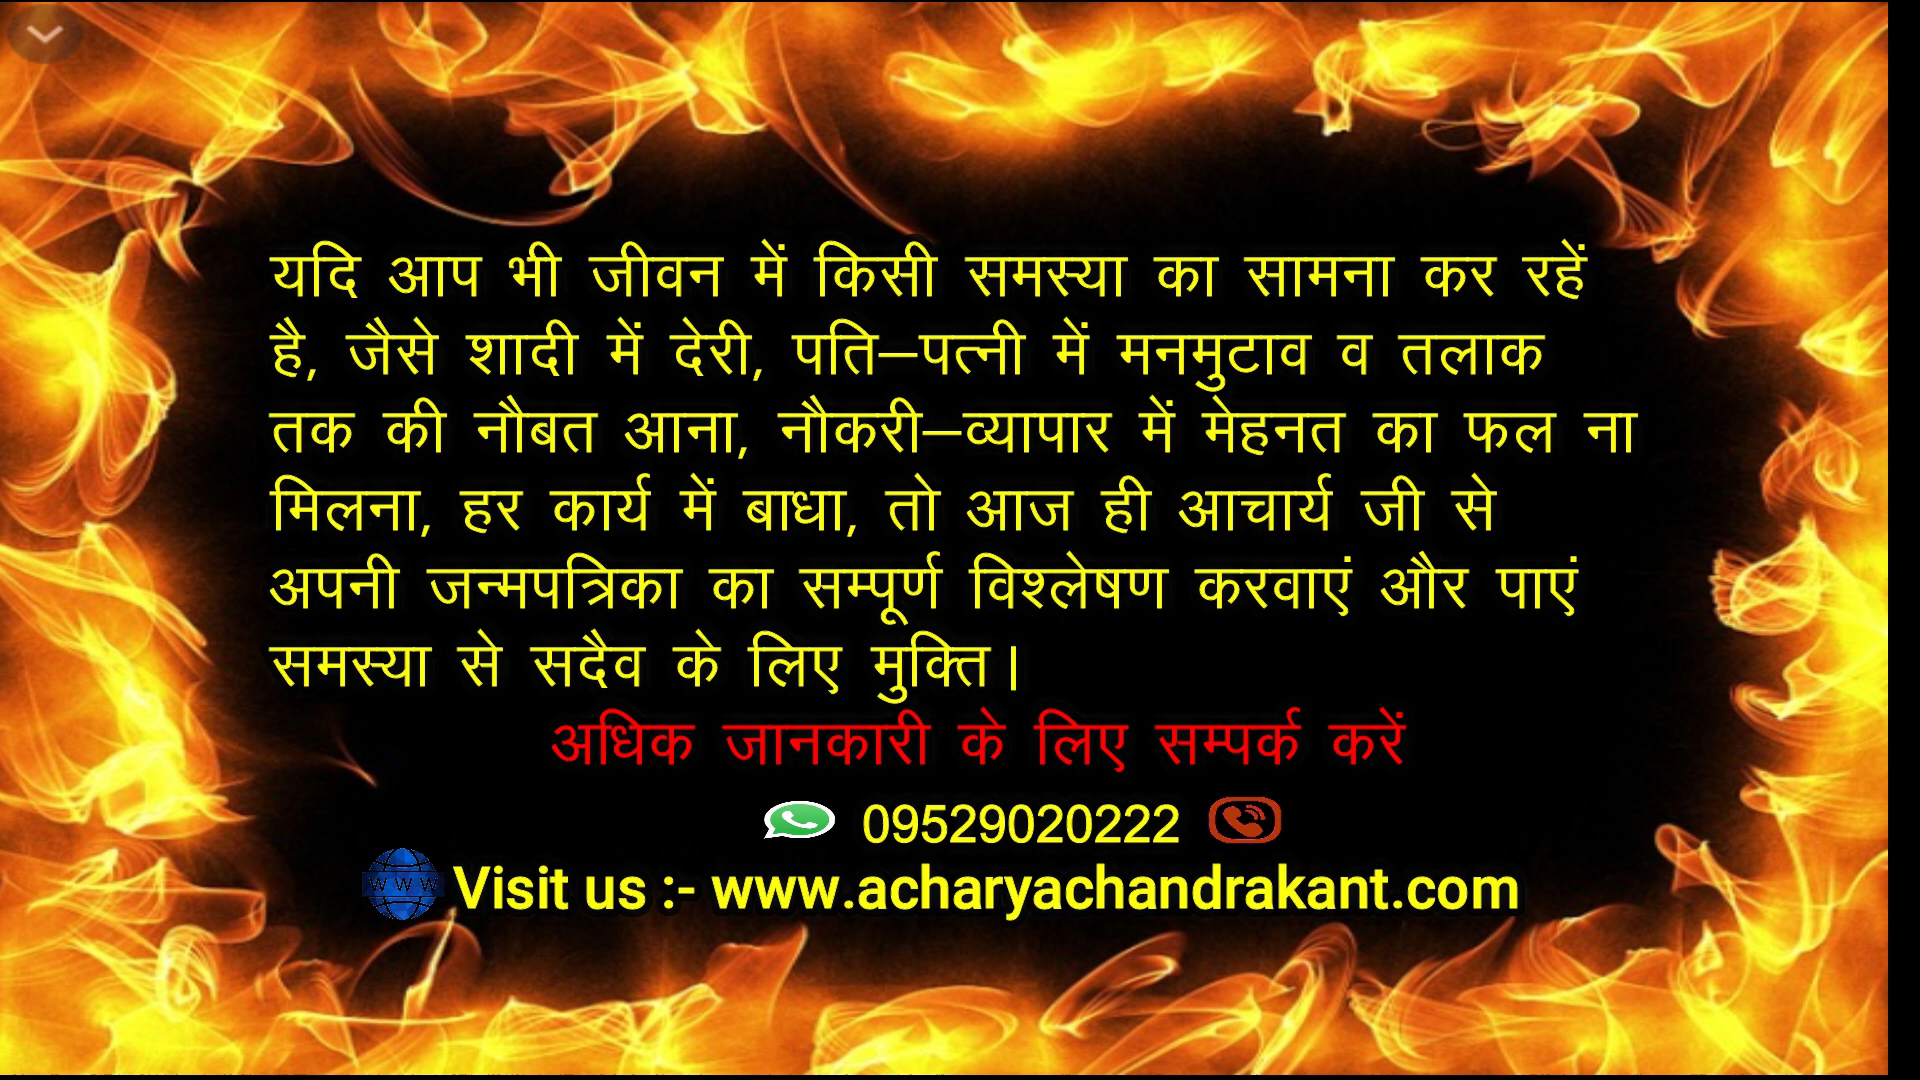 यदि आप भी जीवन में किसी समस्या का सामना कर रहें
है, जैसे शादी में देरी, पति–पत्नी में मनमुटाव व तलाक
तक की नौबत आना, नौकरी–व्यापार में मेहनत का फल ना
मिलना, हर कार्य में बाधा, तो आज ही आचार्य जी से
अपनी जन्मपत्रिका का सम्पूर्ण विश्लेषण करवाएं और पाएं
समस्या से सदैव के लिए मुक्ति।
अधिक जानकारी के लिए सम्पर्क करें
09529020222
WWW Visit us :- www.acharyachandrakant.com